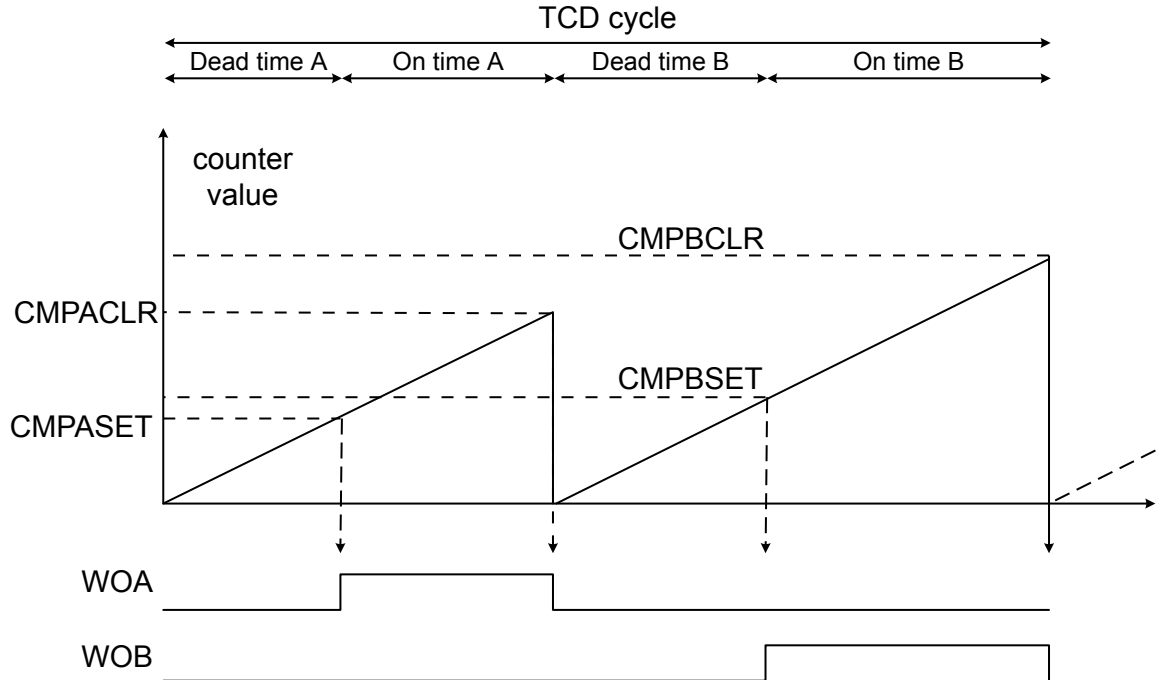 TCD cycle
Dead time A
On time A
Dead time B
On time B
counter
value
CMPBCLR
CMPACLR
CMPBSET
CMPASET
WOA
WOB